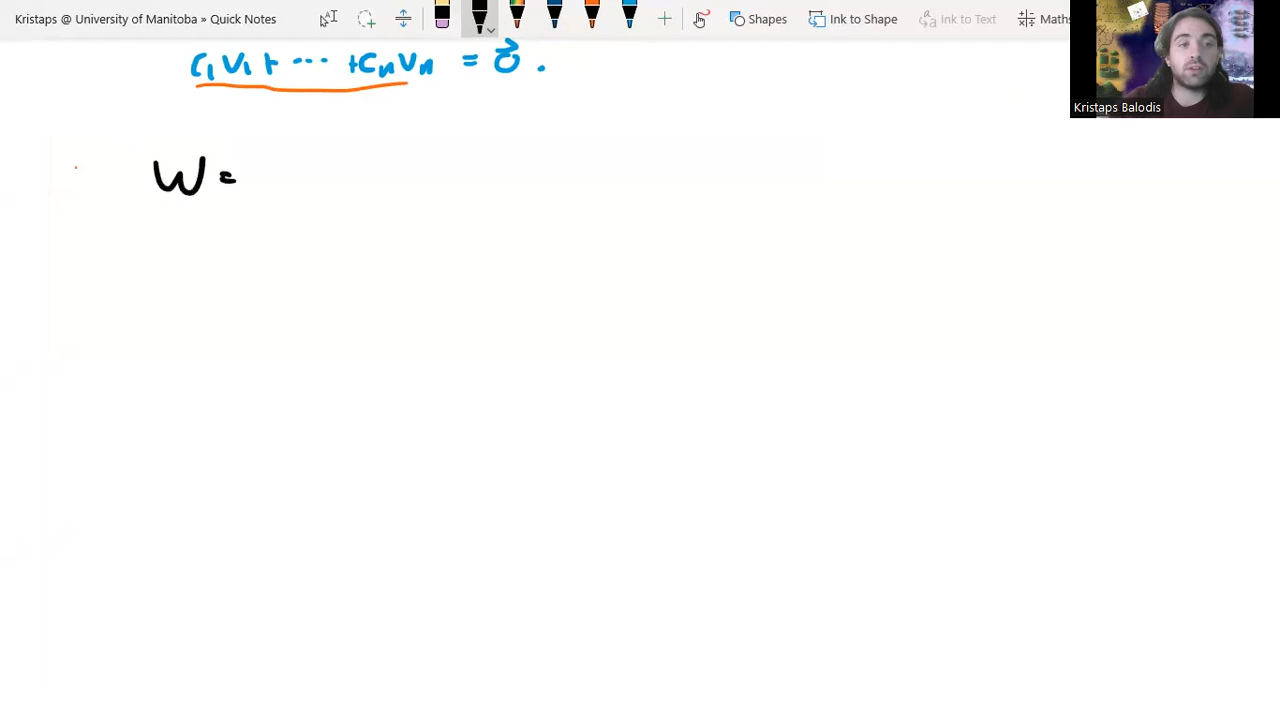 Kristaps @ University of Manitoba » Quick Notes
Shapes
Ink to Shape
Ink to Text
Maths
Kristaps Balodis
c₁v₁ + ··· + cₙvₙ = 0⃗ .
W =